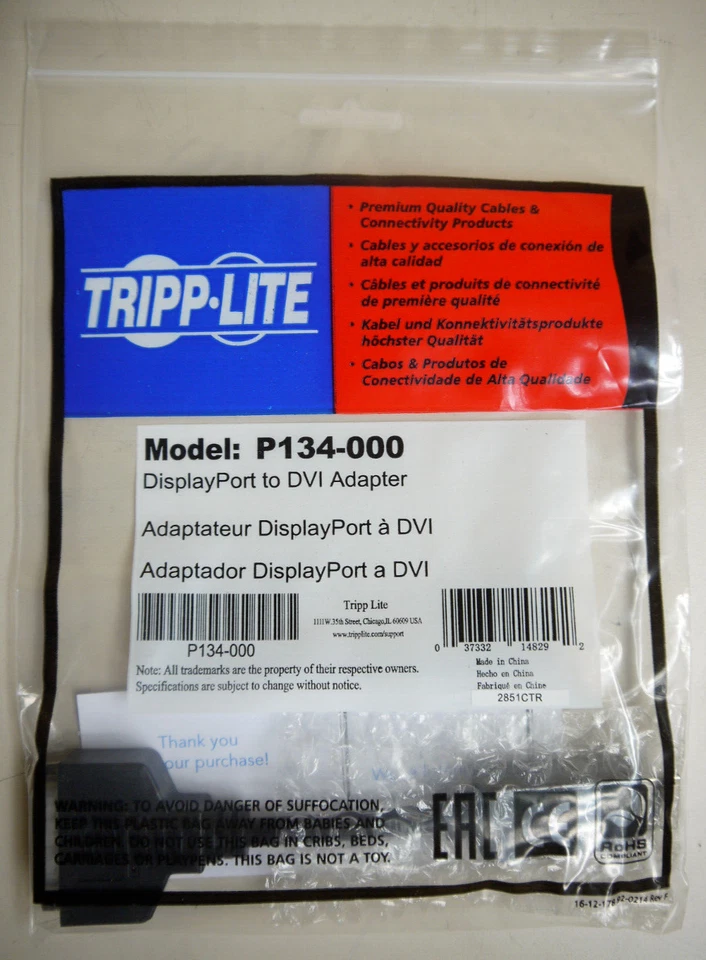 TRIPP·LITE
• Premium Quality Cables &
Connectivity Products
• Cables y accesorios de conexión de
alta calidad
• Câbles et produits de connectivité
de première qualité
• Kabel und Konnektivitätsprodukte
höchster Qualität
• Cabos & Produtos de
Conectividade de Alta Qualidade
Model: P134-000
DisplayPort to DVI Adapter
Adaptateur DisplayPort à DVI
Adaptador DisplayPort a DVI
P134-000
Tripp Lite
1111 W. 35th Street, Chicago, IL 60609 USA
www.tripplite.com/support
0 37332 14829 2
Note: All trademarks are the property of their respective owners.
Specifications are subject to change without notice.
Made in China
Hecho en China
Fabriqué en Chine
2851CTR
Thank you
our purchase!
WARNING: TO AVOID DANGER OF SUFFOCATION,
KEEP THIS PLASTIC BAG AWAY FROM BABIES AND
CHILDREN. DO NOT USE THIS BAG IN CRIBS, BEDS,
CARRIAGES OR PLAYPENS. THIS BAG IS NOT A TOY.
EAC
CE
RoHS
COMPLIANT